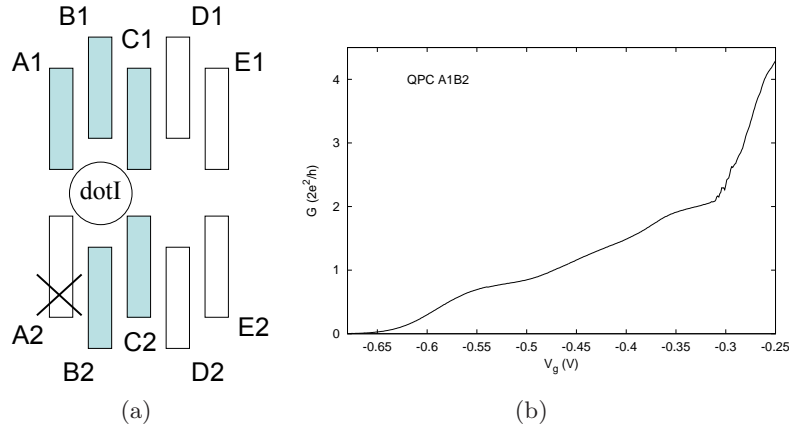 B1
D1
A1
C1
E1
dotI
A2
B2
C2
D2
E2
(a)
QPC A1B2
G (2e²/h)
4
3
2
1
0
-0.65
-0.6
-0.55
-0.5
-0.45
-0.4
-0.35
-0.3
-0.25
V_g (V)
(b)